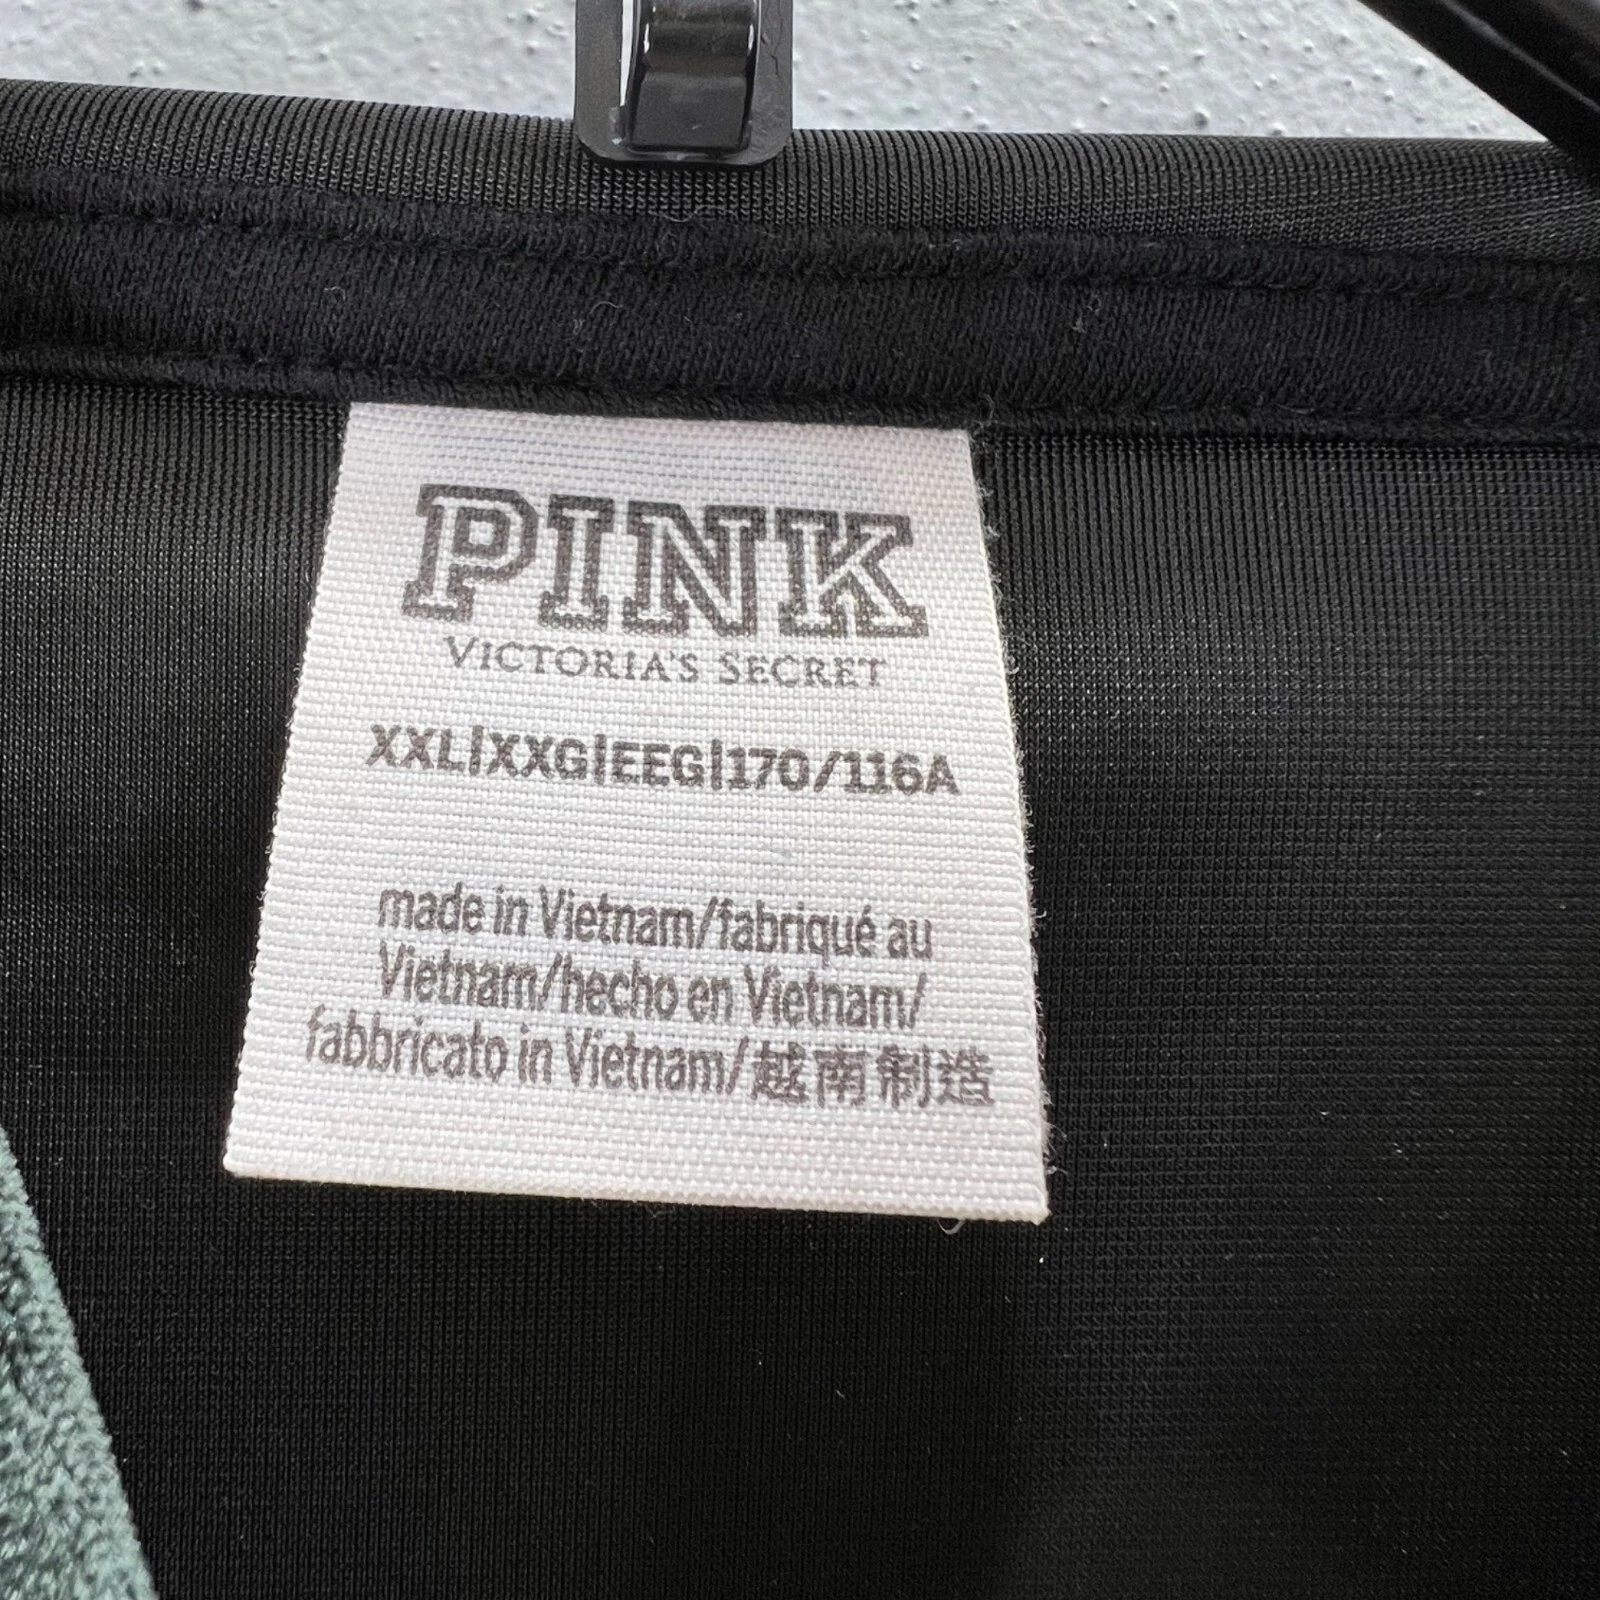 PINK
VICTORIA'S SECRET
XXL|XXG|EEG|170/116A
made in Vietnam/fabriqué au
Vietnam/hecho en Vietnam/
fabbricato in Vietnam/越南制造